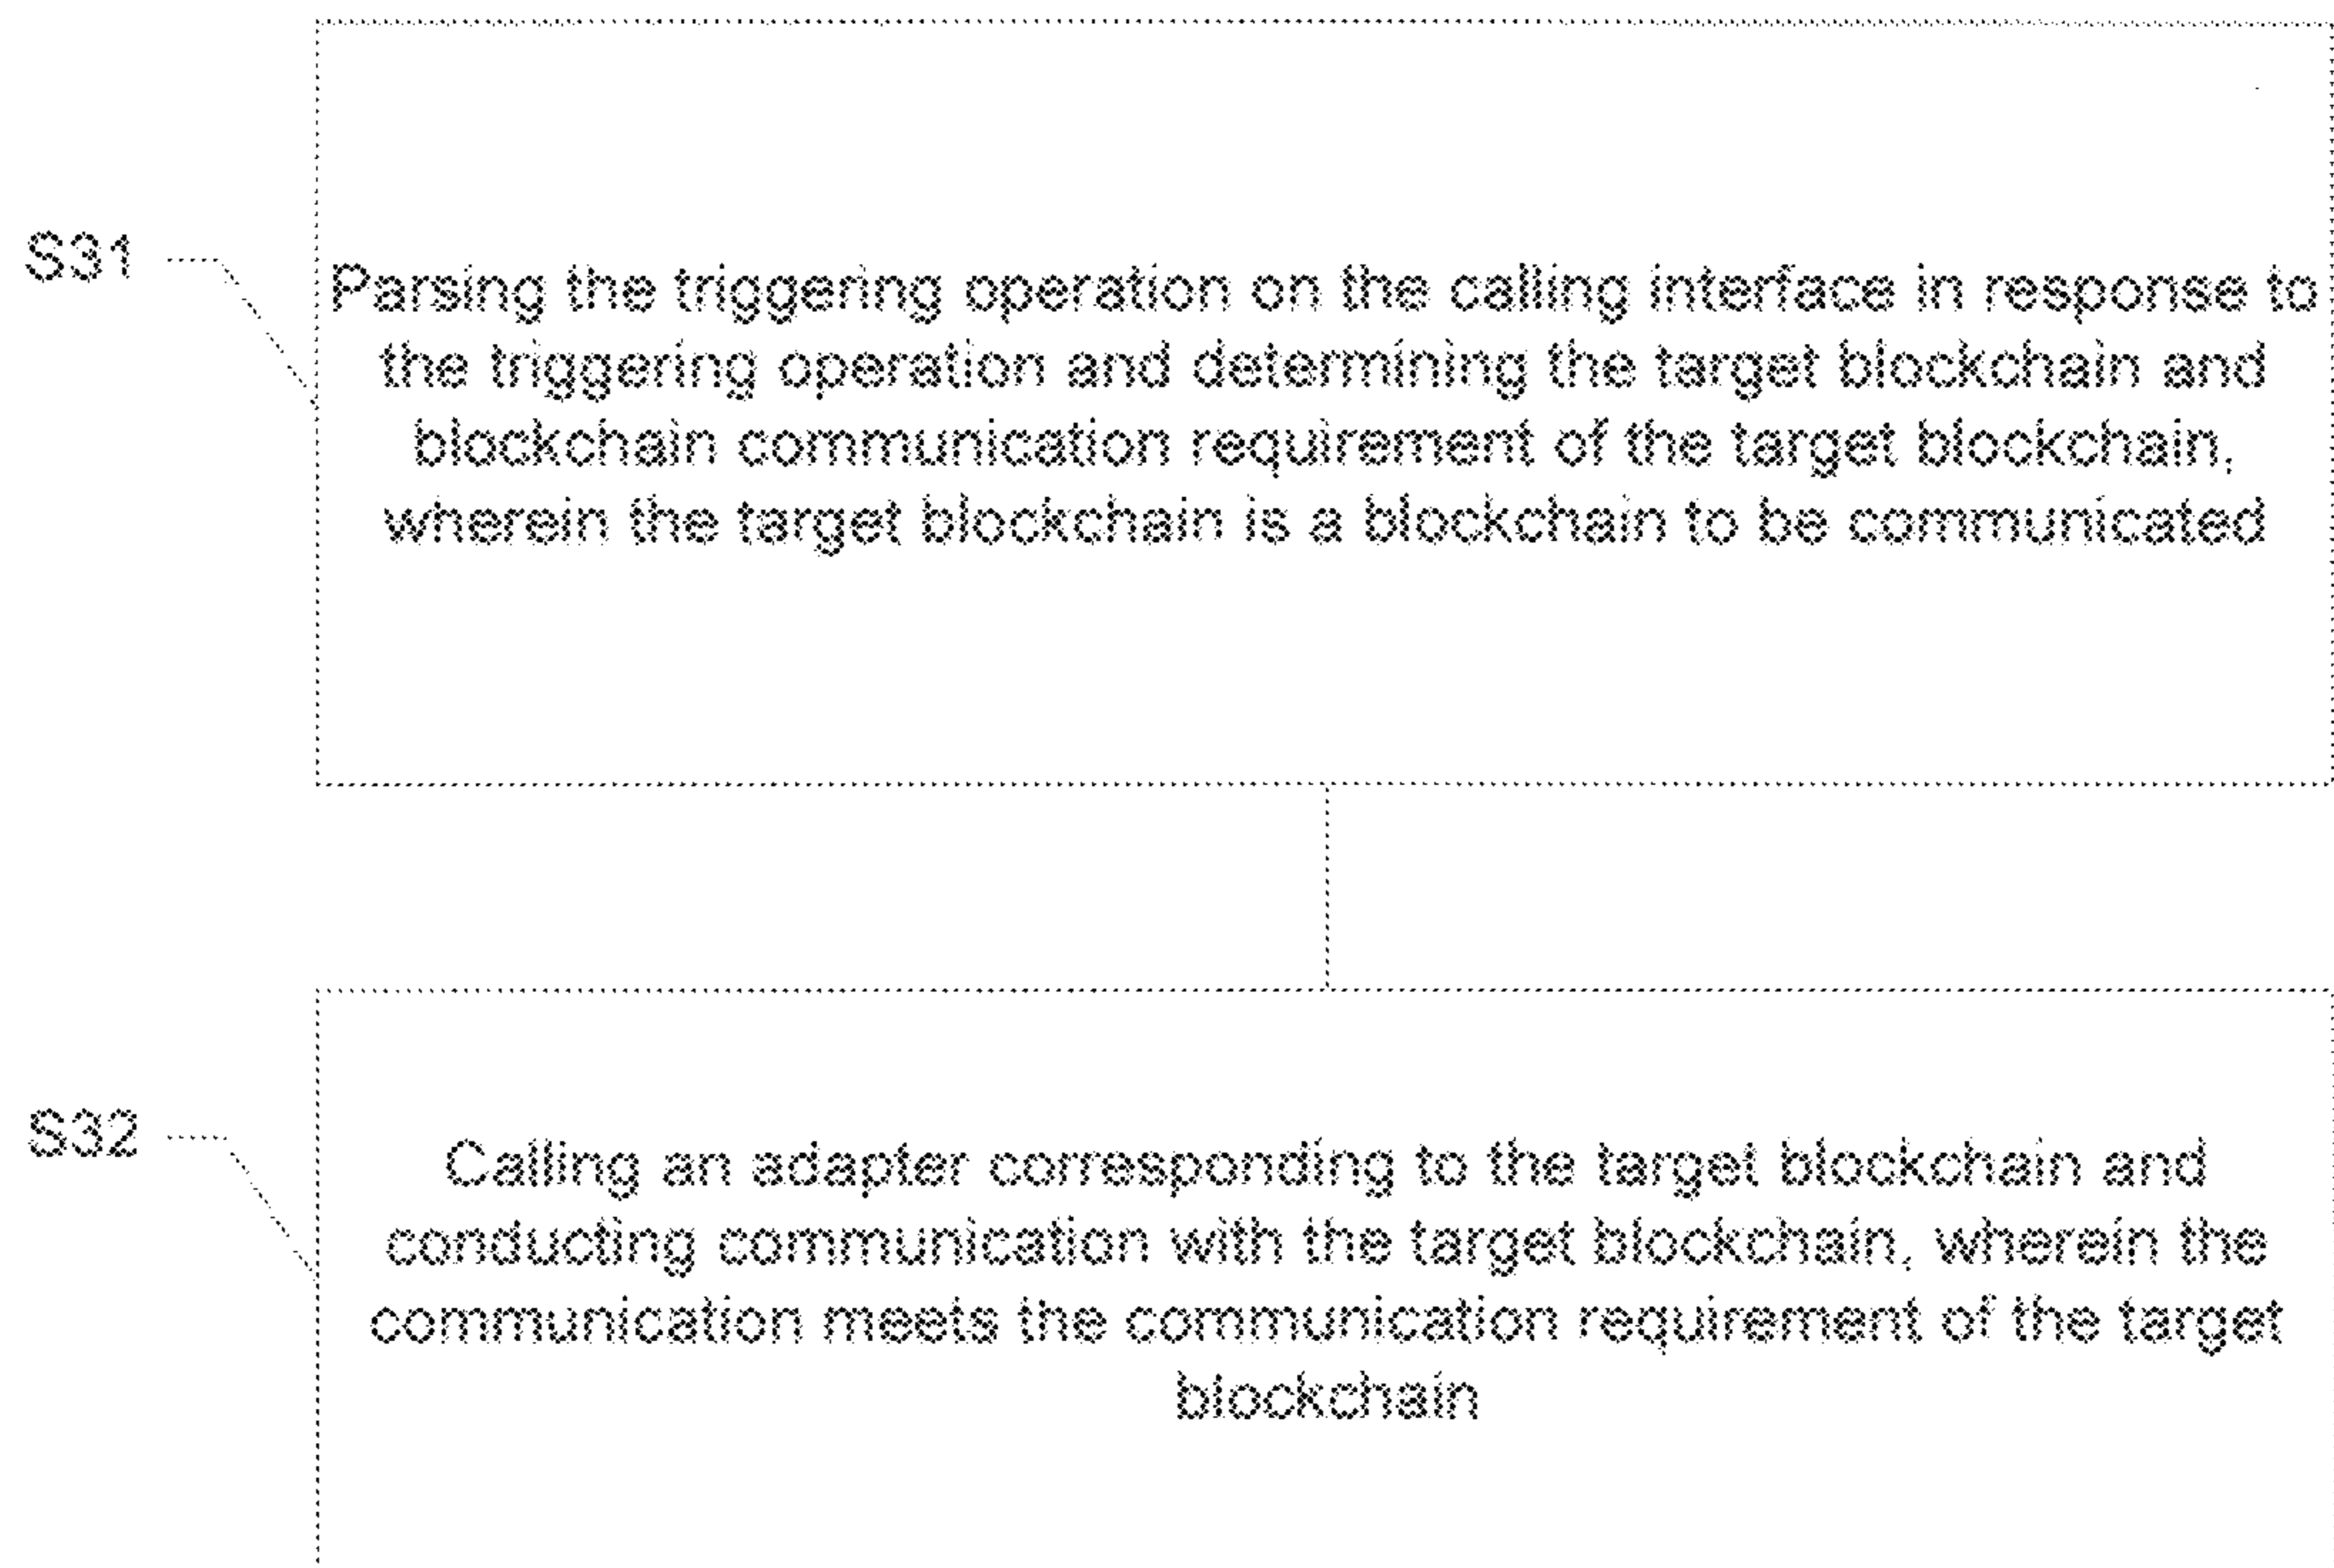 S31
Parsing the triggering operation on the calling interface in response to
the triggering operation and determining the target blockchain and
blockchain communication requirement of the target blockchain,
wherein the target blockchain is a blockchain to be communicated
S32
Calling an adapter corresponding to the target blockchain and
conducting communication with the target blockchain, wherein the
communication meets the communication requirement of the target
blockchain